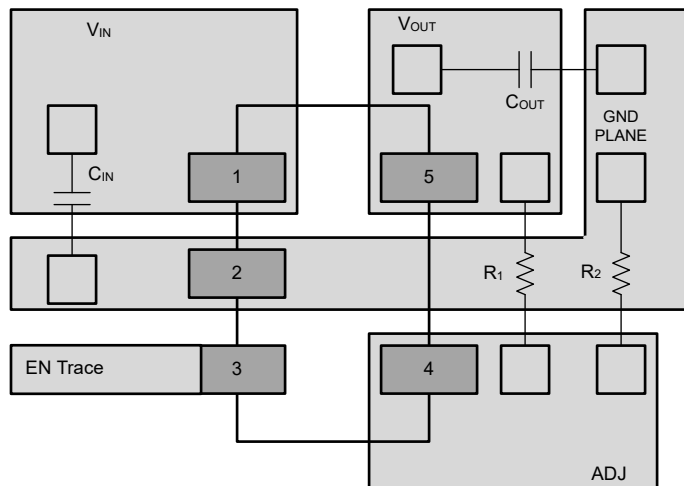 VIN
VOUT
COUT
GND
PLANE
CIN
1
5
2
R1
R2
EN Trace
3
4
ADJ